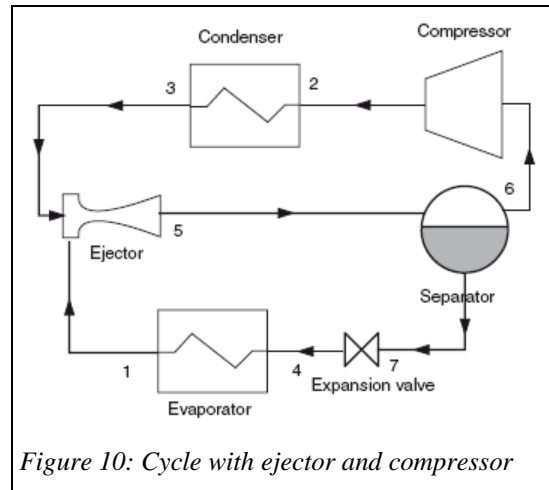 Compressor
Condenser
3
2
6
5
Ejector
Separator
1
4
7
Expansion valve
Evaporator
Figure 10: Cycle with ejector and compressor